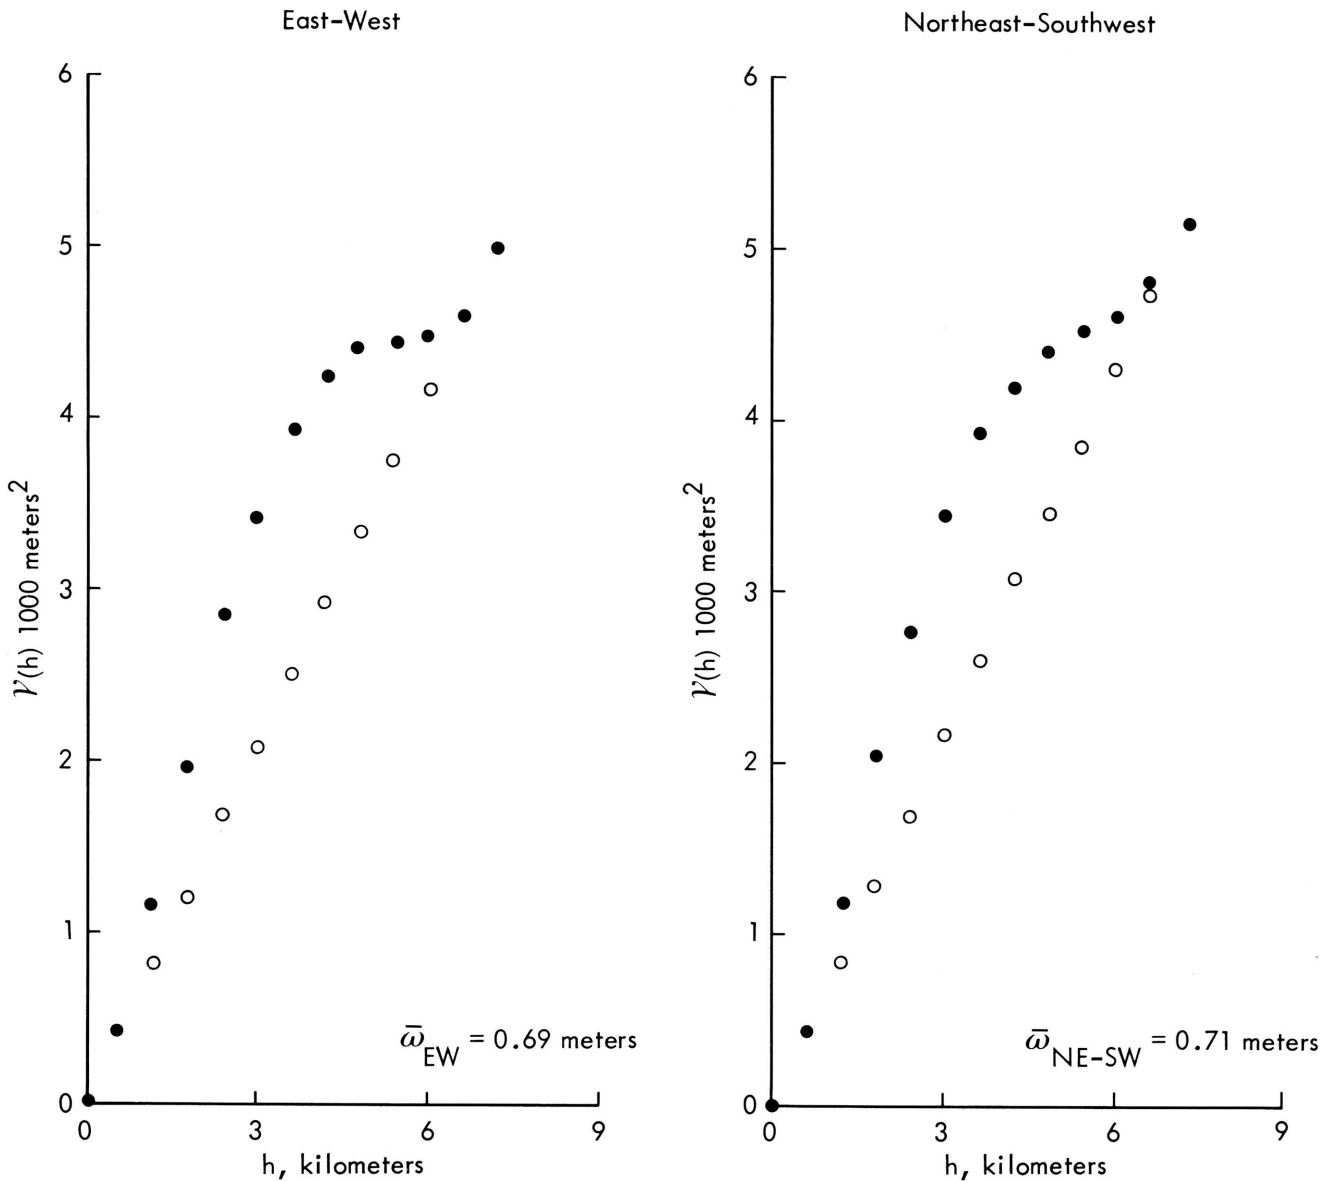 East-West
6
5
4
3
2
1
0
γ(h) 1000 meters2
0 3 6 9
h, kilometers
ω̅EW = 0.69 meters
Northeast-Southwest
6
5
4
3
2
1
0
γ(h) 1000 meters2
0 3 6 9
h, kilometers
ω̅NE-SW = 0.71 meters